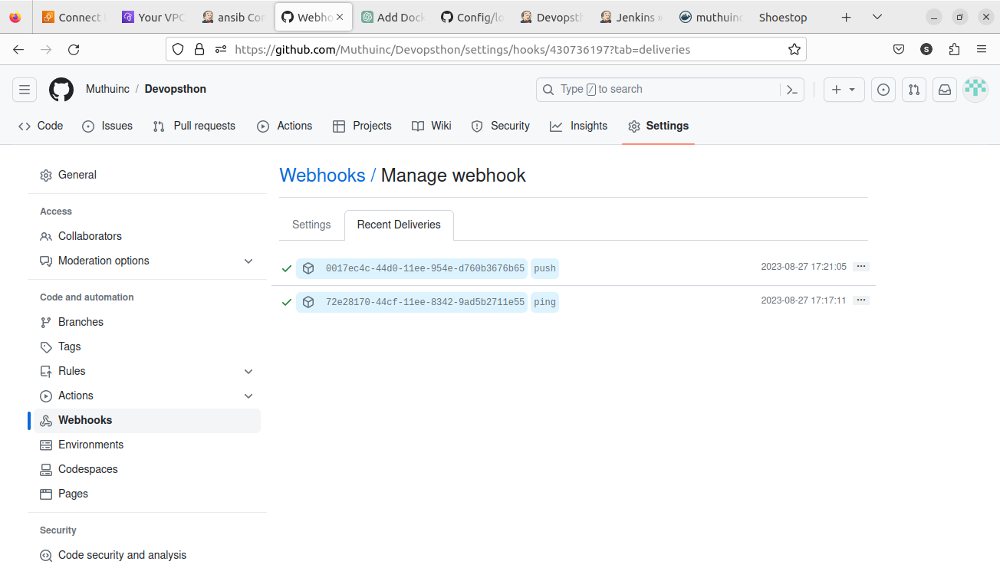 Connect
Your VPC
ansib Cor
Webho
Add Dock
Config/lo
Devopsth
Jenkins »
muthuinc
Shoestop
https://github.com/Muthuinc/Devopsthon/settings/hooks/430736197?tab=deliveries
S
Muthuinc / Devopsthon
Type / to search
Code
Issues
Pull requests
Actions
Projects
Wiki
Security
Insights
Settings
General
Access
Collaborators
Moderation options
Code and automation
Branches
Tags
Rules
Actions
Webhooks
Environments
Codespaces
Pages
Security
Code security and analysis
Webhooks / Manage webhook
Settings
Recent Deliveries
0017ec4c-44d0-11ee-954e-d760b3676b65 push 2023-08-27 17:21:05
72e28170-44cf-11ee-8342-9ad5b2711e55 ping 2023-08-27 17:17:11